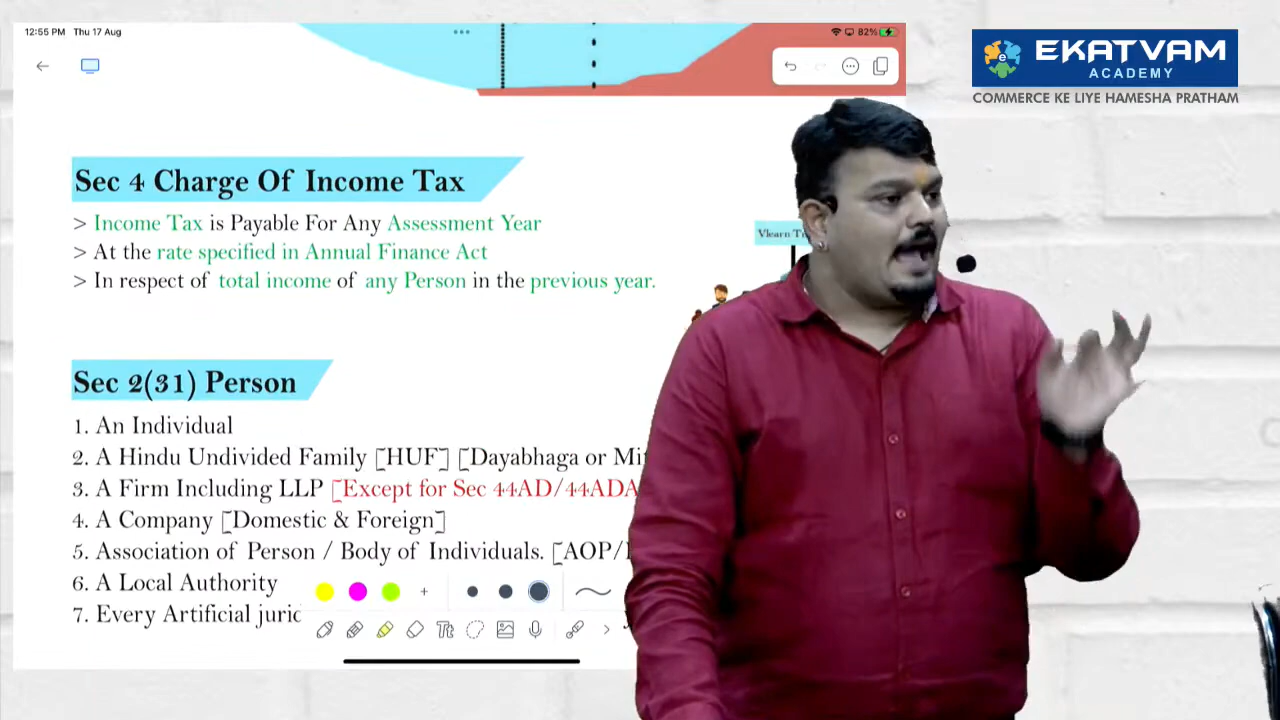 12:55 PM Thu 17 Aug
82%
EKATVAM
ACADEMY
COMMERCE KE LIYE HAMESHA PRATHAM
Sec 4 Charge Of Income Tax
> Income Tax is Payable For Any Assessment Year
> At the rate specified in Annual Finance Act
> In respect of total income of any Person in the previous year.
Vlearn
Sec 2(31) Person
1. An Individual
2. A Hindu Undivided Family [HUF] [Dayabhaga or
3. A Firm Including LLP [Except for Sec 44AD/44ADA
4. A Company [Domestic & Foreign]
5. Association of Person / Body of Individuals. [AOP/
6. A Local Authority
7. Every Artificial